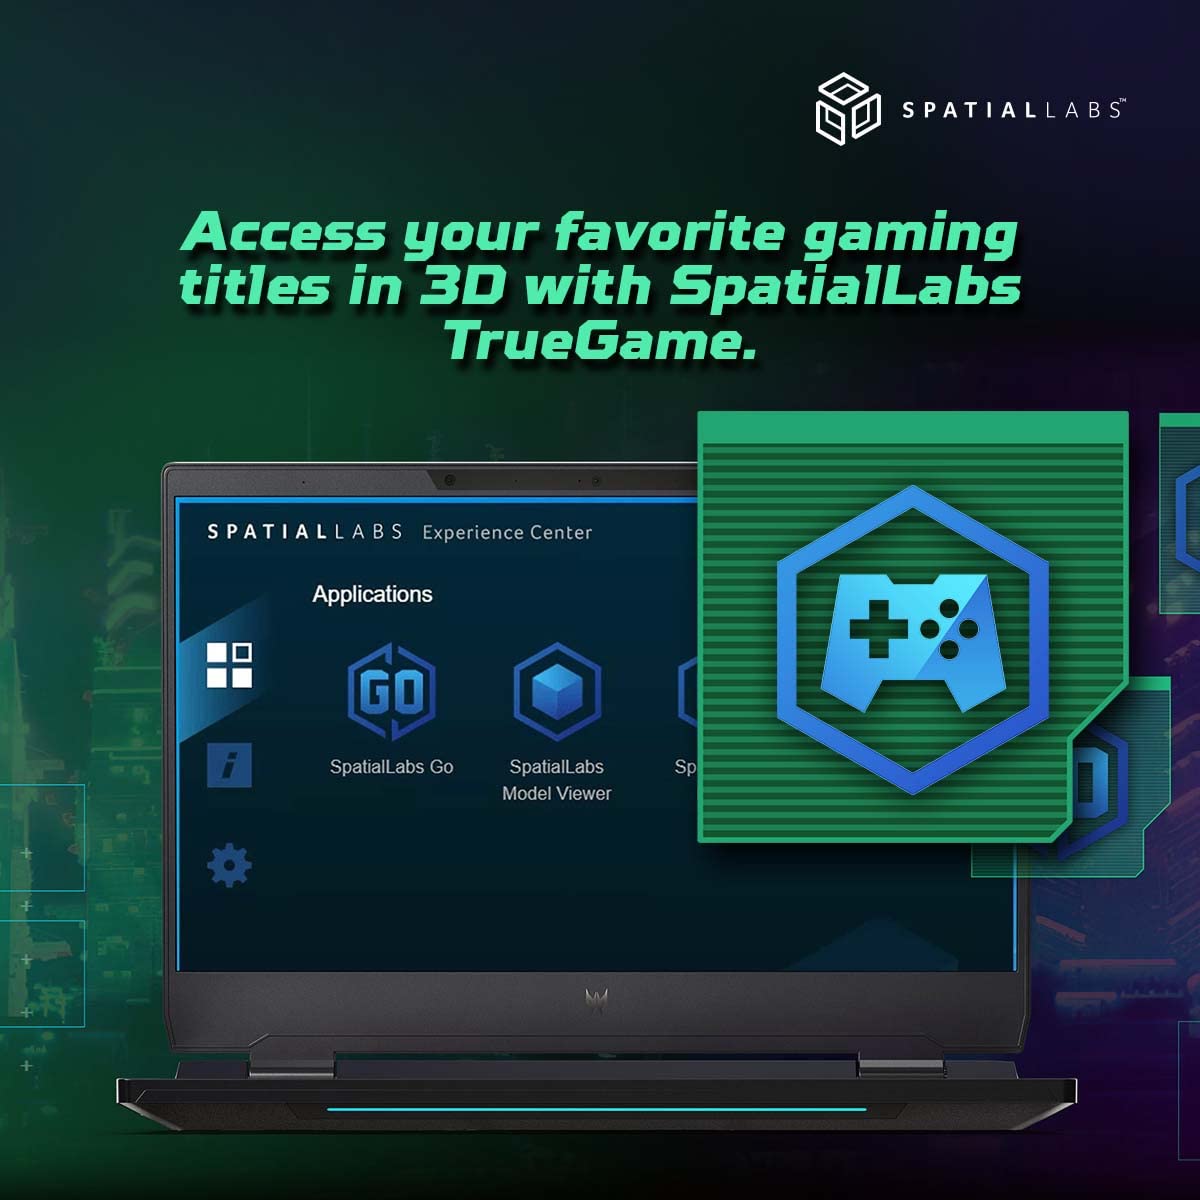 SPATIALLABS™
Access your favorite gaming
titles in 3D with SpatialLabs
TrueGame.
SPATIALLABS Experience Center
Applications
GO
SpatialLabs Go
SpatialLabs
Model Viewer
Sp
i